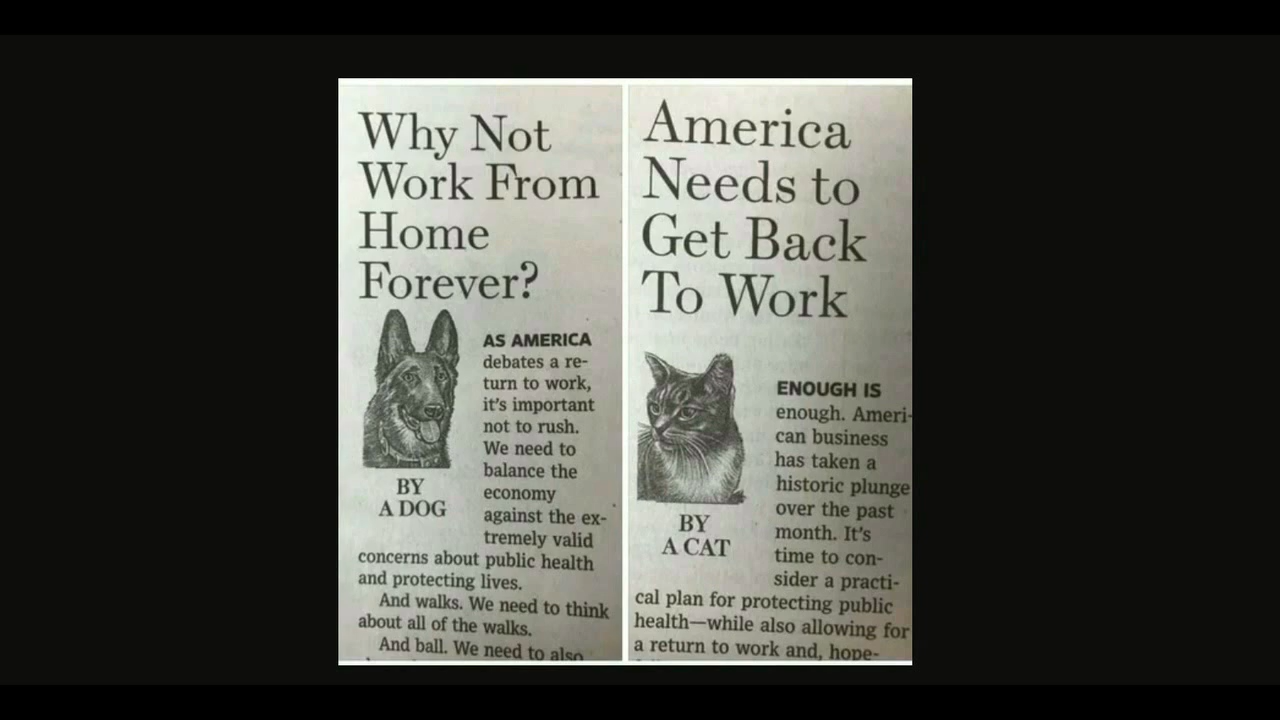 Why Not
Work From
Home
Forever?
BY
A DOG
AS AMERICA
debates a re-
turn to work,
it's important
not to rush.
We need to
balance the
economy
against the ex-
tremely valid
concerns about public health
and protecting lives.
And walks. We need to think
about all of the walks.
And ball. We need to also
America
Needs to
Get Back
To Work
BY
A CAT
ENOUGH IS
enough. Ameri-
can business
has taken a
historic plunge
over the past
month. It's
time to con-
sider a practi-
cal plan for protecting public
health—while also allowing for
a return to work and, hope-